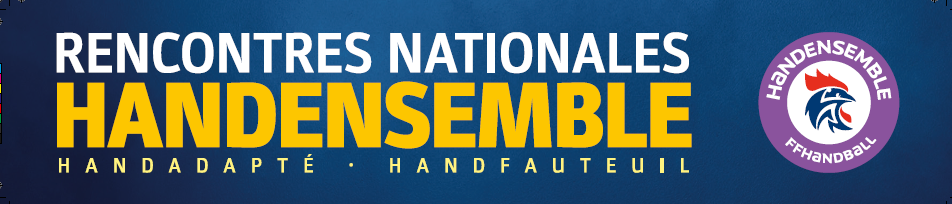 RENCONTRES NATIONALES
HANDENSEMBLE
HANDADAPTÉ · HANDFAUTEUIL
HANDENSEMBLE
FFHANDBALL